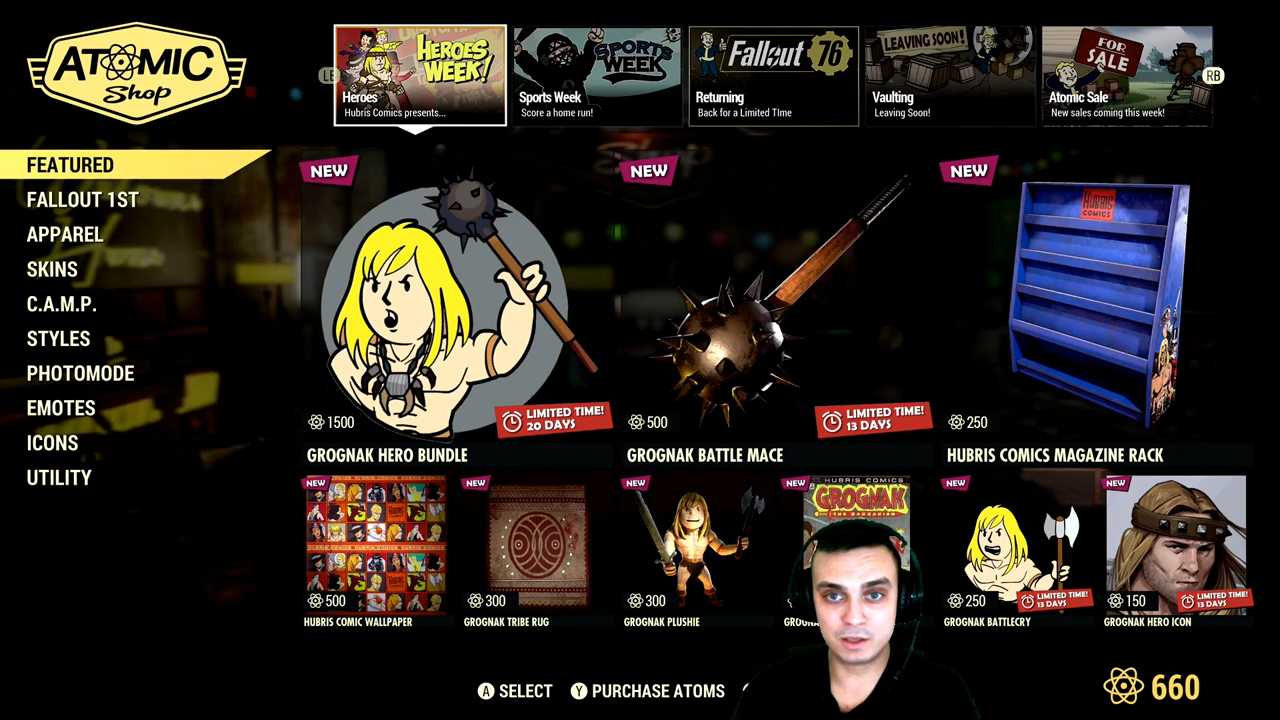 ATOMIC
Shop
LB
HEROES
WEEK!
Heroes
Hubris Comics presents...
SPORTS
WEEK
Sports Week
Score a home run!
Fallout 76
Returning
Back for a Limited TIme
LEAVING SOON!
Vaulting
Leaving Soon!
FOR
SALE
Atomic Sale
New sales coming this week!
RB
FEATURED
FALLOUT 1ST
APPAREL
SKINS
C.A.M.P.
STYLES
PHOTOMODE
EMOTES
ICONS
UTILITY
NEW
1500
LIMITED TIME!
20 DAYS
GROGNAK HERO BUNDLE
NEW
500
LIMITED TIME!
13 DAYS
GROGNAK BATTLE MACE
NEW
HUBRIS
COMICS
250
HUBRIS COMICS MAGAZINE RACK
NEW
500
HUBRIS COMIC WALLPAPER
NEW
300
GROGNAK TRIBE RUG
NEW
300
GROGNAK PLUSHIE
NEW
HUBRIS COMICS
GROGNAK
THE BARBARIAN
NEW
250
LIMITED TIME!
13 DAYS
GROGNAK BATTLECRY
NEW
150
LIMITED TIME!
13 DAYS
GROGNAK HERO ICON
A SELECT
Y PURCHASE ATOMS
660